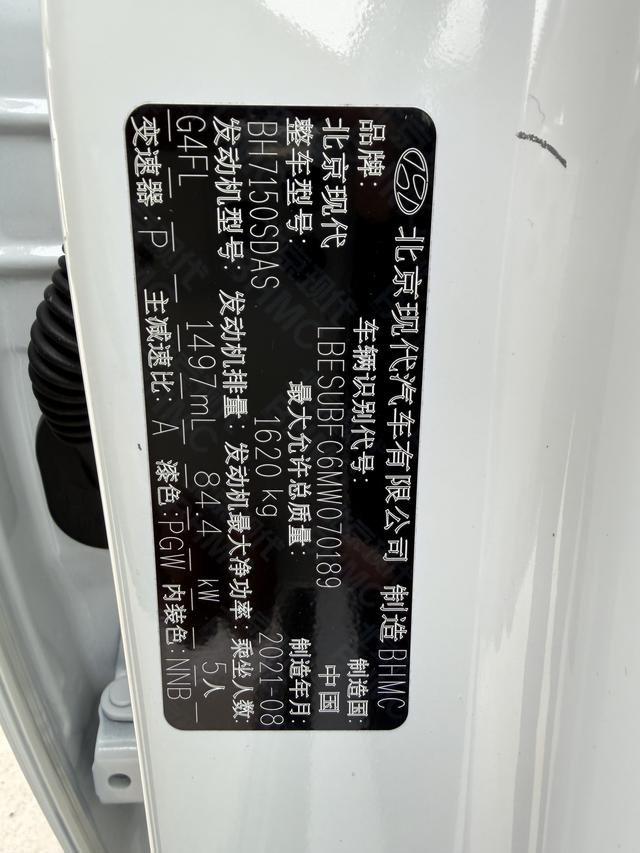 北京现代汽车有限公司 制造 BHMC
品牌: 车辆识别代号: 制造国:
北京现代 LBESUBFC6MW070189 中国
整车型号: 最大允许总质量: 制造年月:
BH7150SDAS 1620 kg 2021-08
发动机型号: 发动机排量: 发动机最大净功率: 乘坐人数:
G4FL 1497mL 84.4 kW 5人
变速器: P 主减速比: A 漆色: PGW 内装色: NNB